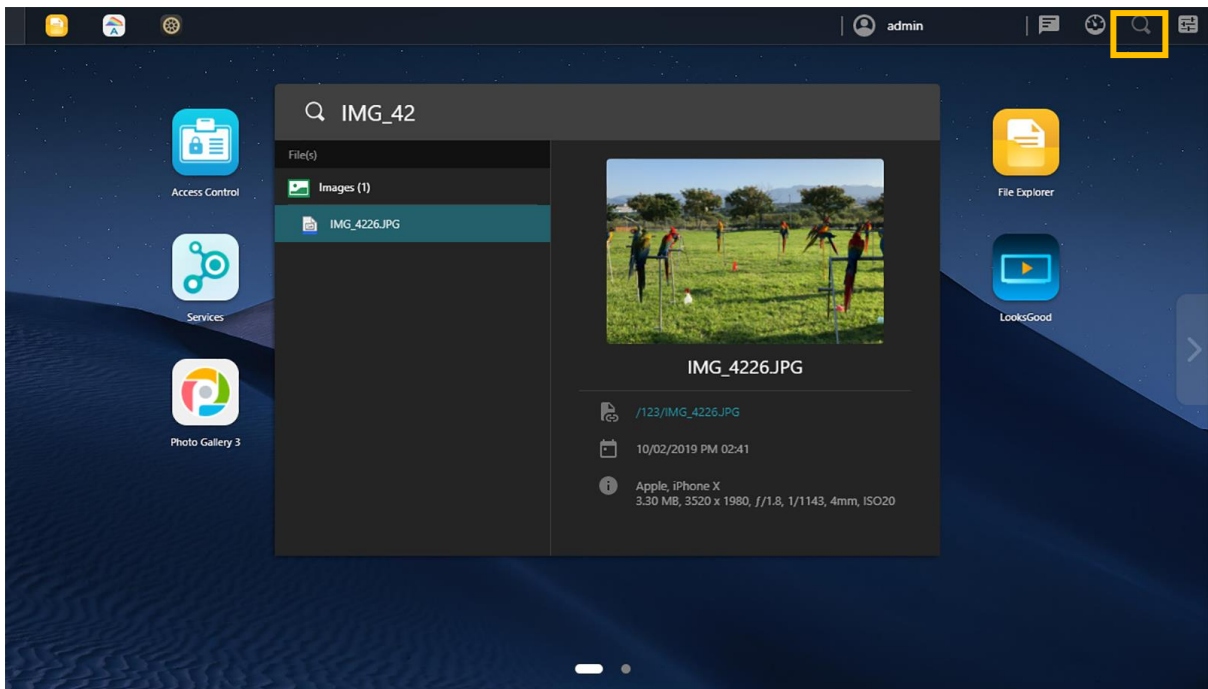 admin
IMG_42
File(s)
Images (1)
IMG_4226.JPG
IMG_4226.JPG
/123/IMG_4226.JPG
10/02/2019 PM 02:41
Apple, iPhone X
3.30 MB, 3520 x 1980, ƒ/1.8, 1/1143, 4mm, ISO20
Access Control
Services
Photo Gallery 3
File Explorer
LooksGood